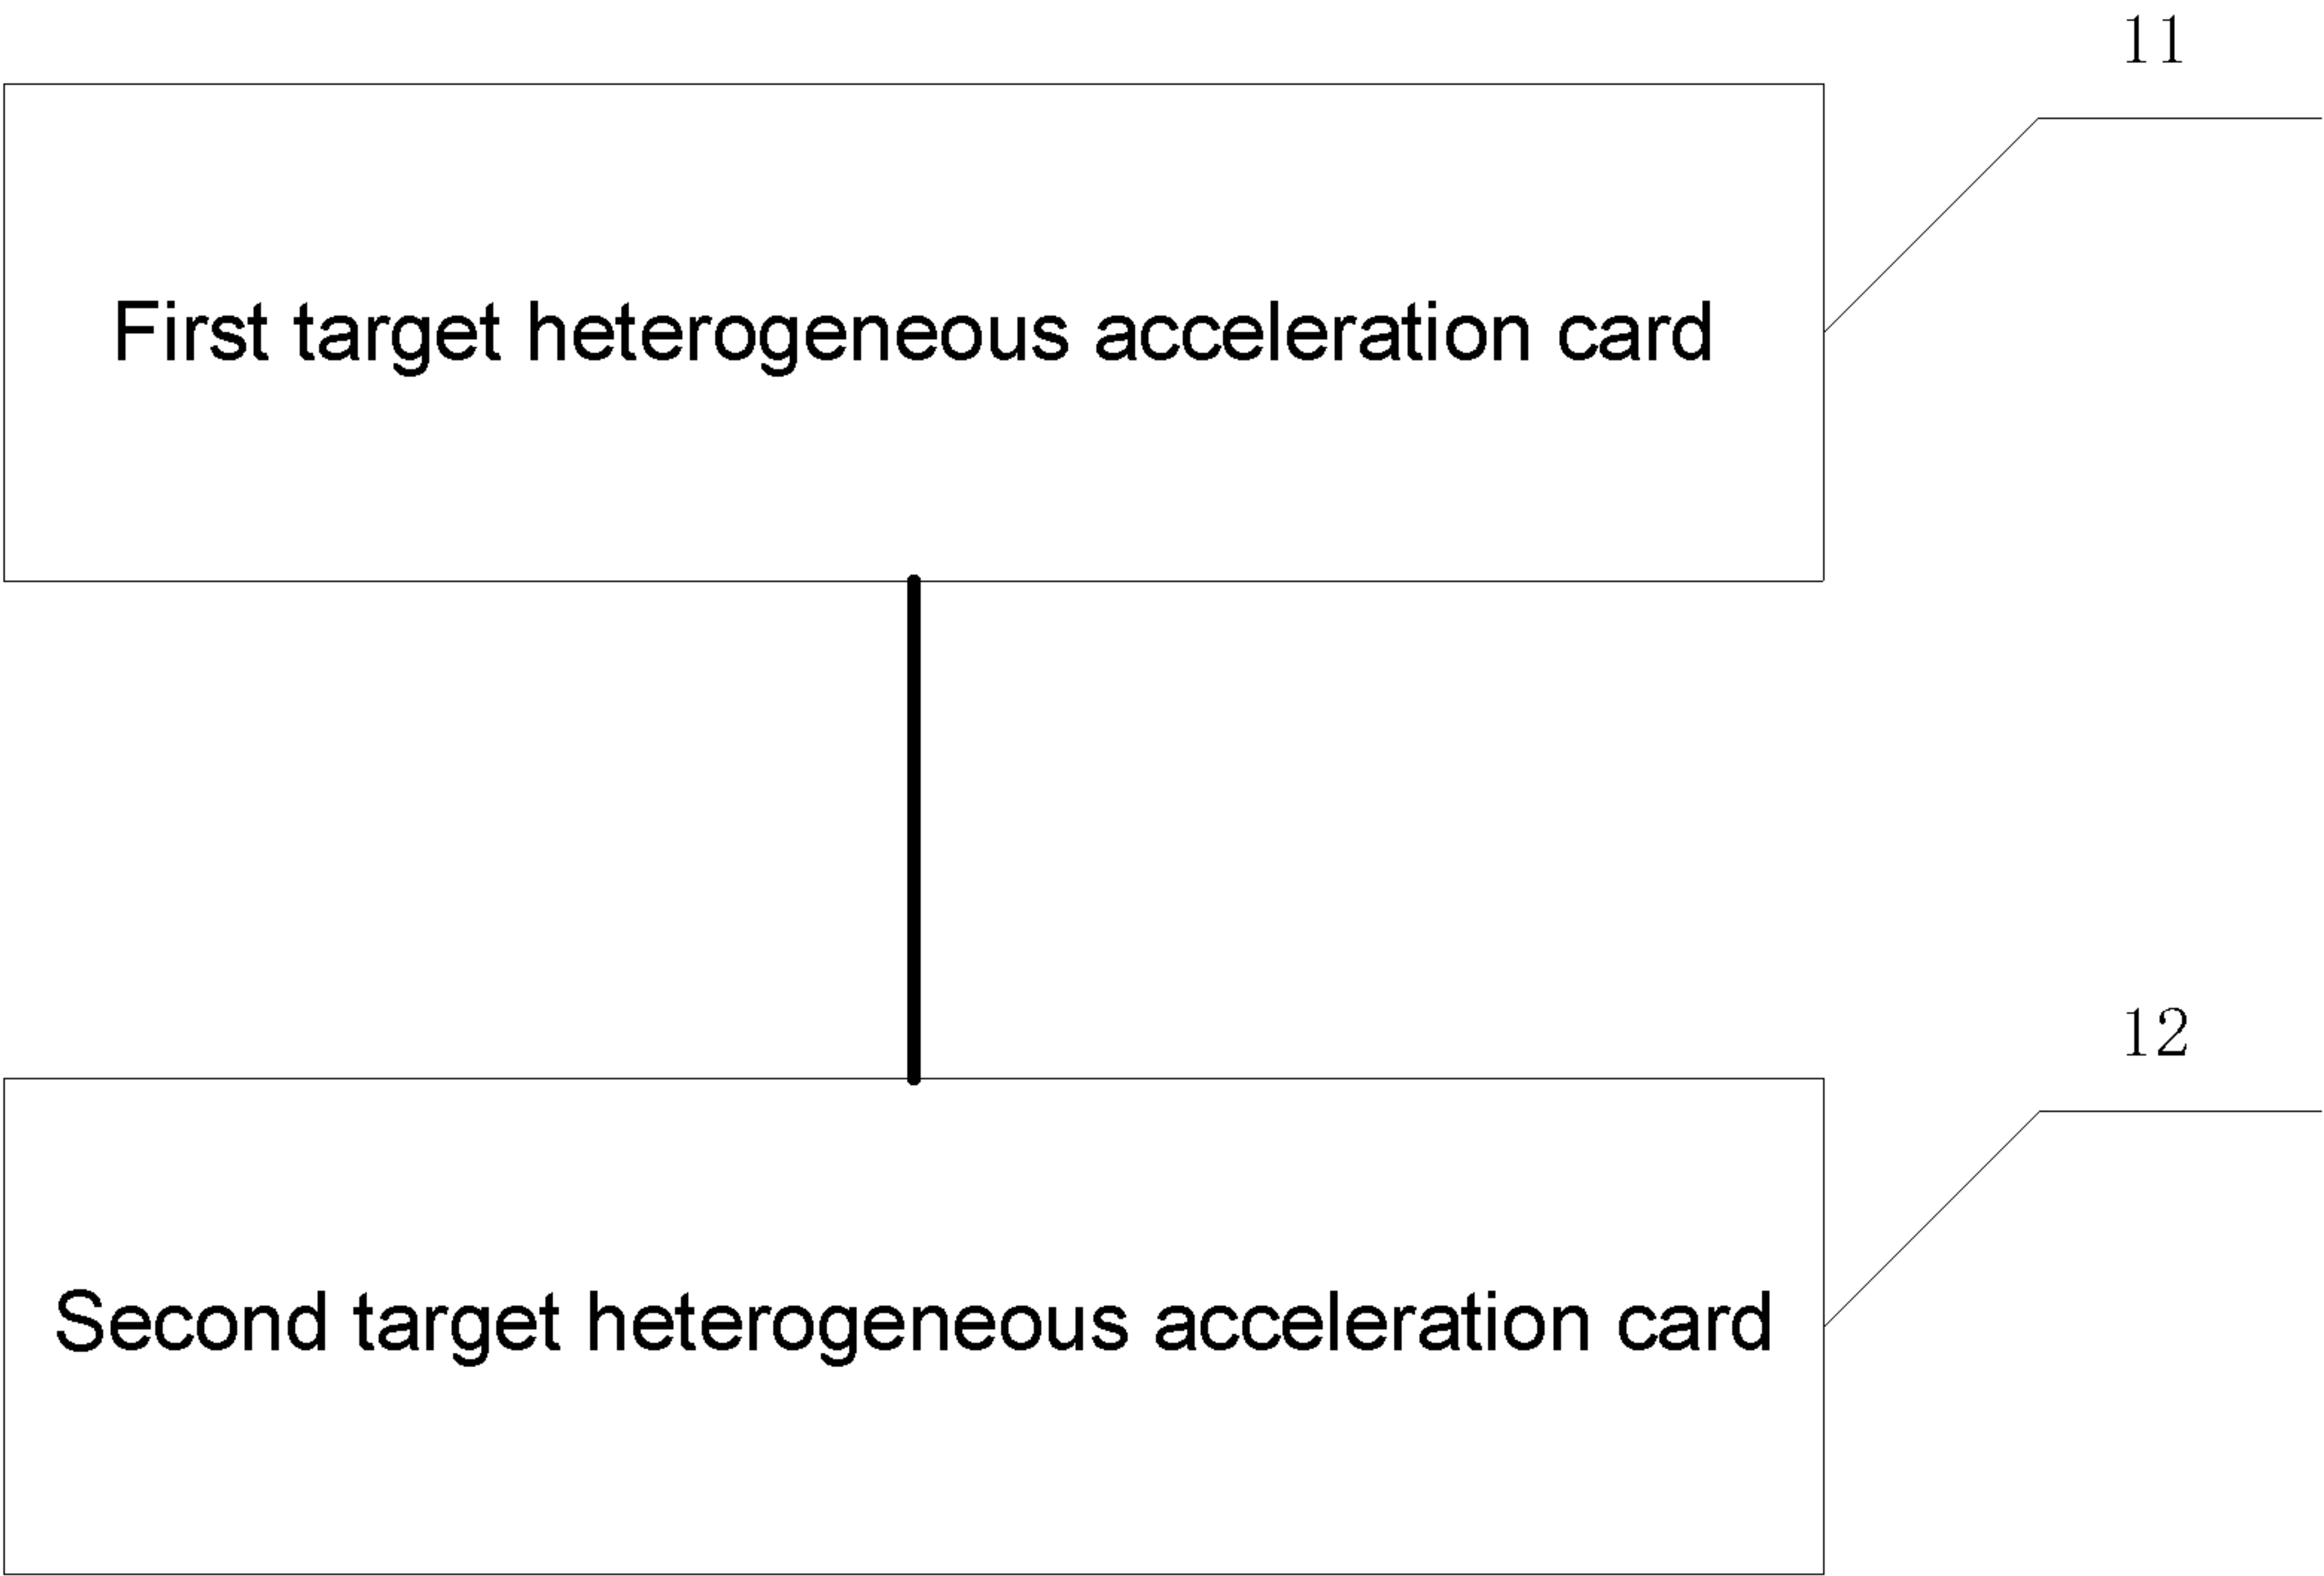 11
First target heterogeneous acceleration card
12
Second target heterogeneous acceleration card